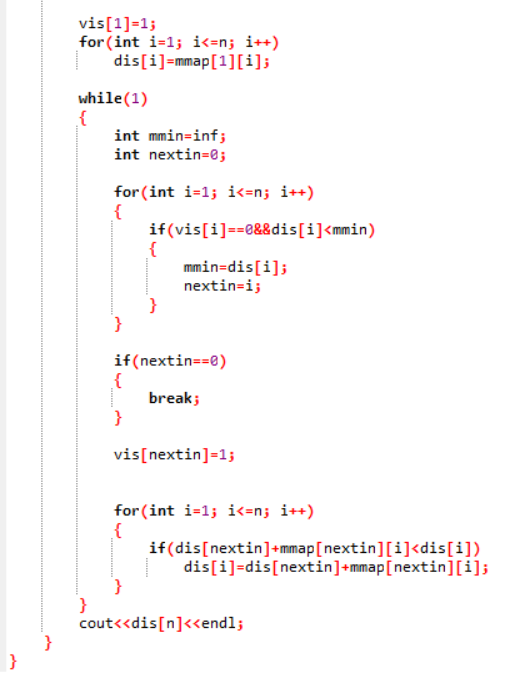 vis[1]=1;
for(int i=1; i<=n; i++)
dis[i]=mmap[1][i];
while(1)
{
int mmin=inf;
int nextin=0;
for(int i=1; i<=n; i++)
{
if(vis[i]==0&&dis[i]<mmin)
{
mmin=dis[i];
nextin=i;
}
}
if(nextin==0)
{
break;
}
vis[nextin]=1;
for(int i=1; i<=n; i++)
{
if(dis[nextin]+mmap[nextin][i]<dis[i])
dis[i]=dis[nextin]+mmap[nextin][i];
}
}
cout<<dis[n]<<endl;
}
}